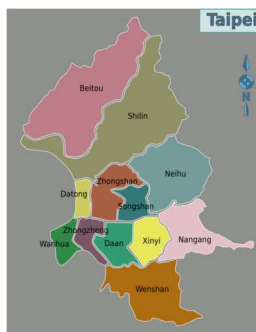 Taipei
N
Beitou
Shilin
Neihu
Zhongshan
Datong
Songshan
Zhongzheng
Wanhua
Daan
Xinyi
Nangang
Wenshan